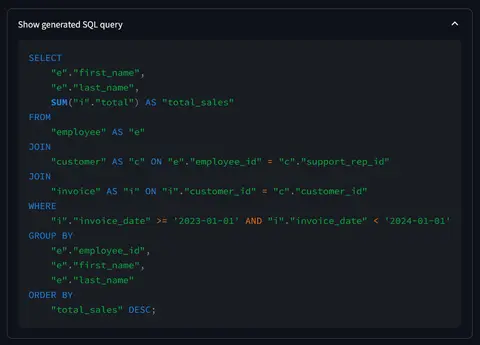 Show generated SQL query
SELECT
"e"."first_name",
"e"."last_name",
SUM("i"."total") AS "total_sales"
FROM
"employee" AS "e"
JOIN
"customer" AS "c" ON "e"."employee_id" = "c"."support_rep_id"
JOIN
"invoice" AS "i" ON "i"."customer_id" = "c"."customer_id"
WHERE
"i"."invoice_date" >= '2023-01-01' AND "i"."invoice_date" < '2024-01-01'
GROUP BY
"e"."employee_id",
"e"."first_name",
"e"."last_name"
ORDER BY
"total_sales" DESC;